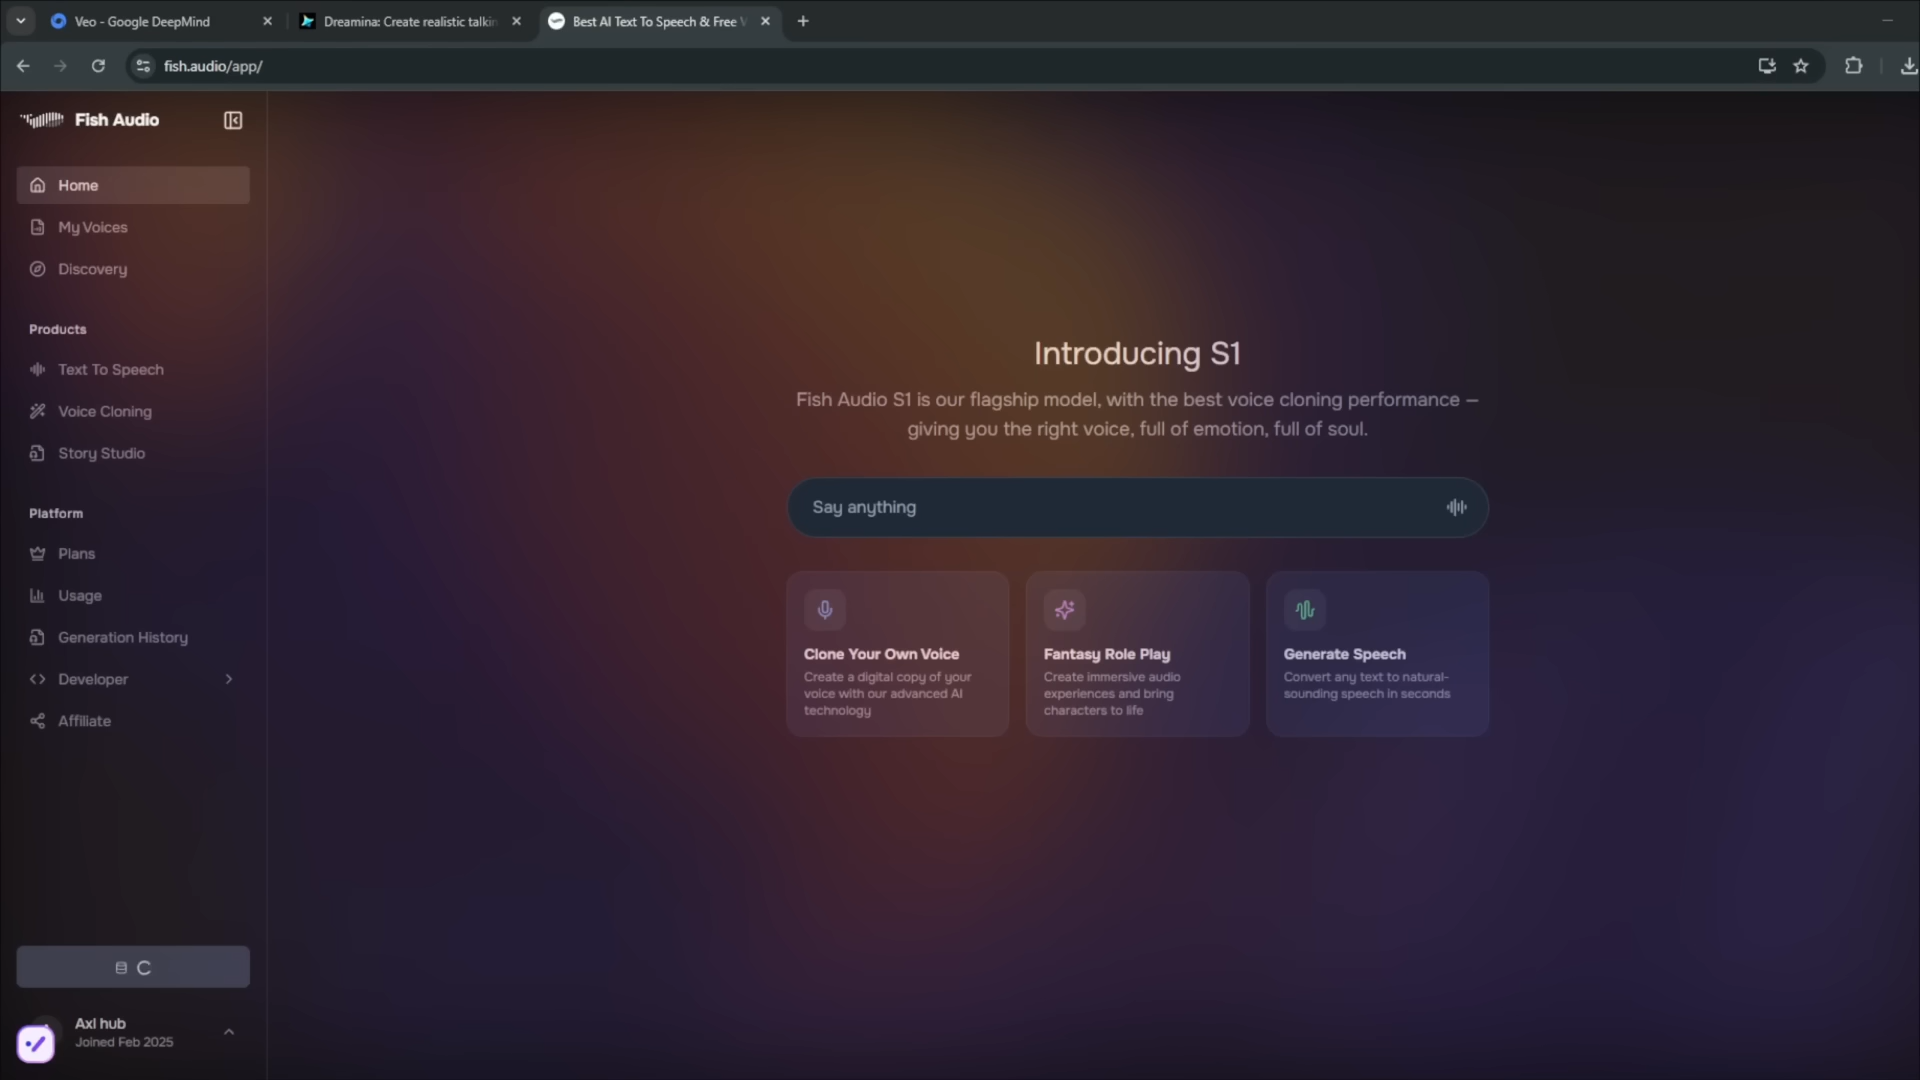 Veo - Google DeepMind
Dreamina: Create realistic talkin
Best AI Text To Speech & Free V
fish.audio/app/
Fish Audio
Home
My Voices
Discovery
Products
Text To Speech
Voice Cloning
Story Studio
Platform
Plans
Usage
Generation History
Developer
Affiliate
Axl hub
Joined Feb 2025
Introducing S1
Fish Audio S1 is our flagship model, with the best voice cloning performance —
giving you the right voice, full of emotion, full of soul.
Say anything
Clone Your Own Voice
Create a digital copy of your
voice with our advanced AI
technology
Fantasy Role Play
Create immersive audio
experiences and bring
characters to life
Generate Speech
Convert any text to natural-
sounding speech in seconds